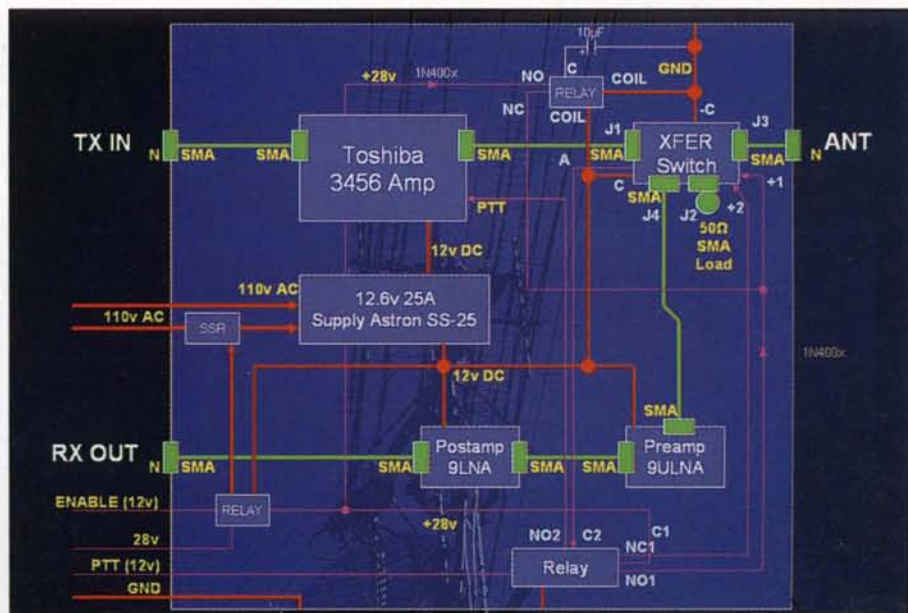 10µF
+
C
+28v
1N400x
NO
RELAY
COIL
GND
NC
COIL
-C
TX IN
N
SMA
SMA
Toshiba
3456 Amp
SMA
A
J1
SMA
XFER
Switch
J3
SMA
N
ANT
PTT
C
SMA
J4
J2
+2
+1
50Ω
SMA
Load
12v DC
110v AC
110v AC
SSR
12.6v 25A
Supply Astron SS-25
12v DC
1N400x
SMA
RX OUT
N
SMA
SMA
Postamp
9LNA
SMA
SMA
Preamp
9ULNA
ENABLE (12v)
RELAY
+28v
28v
NO2
C2
C1
NC1
PTT (12v)
Relay
NO1
GND